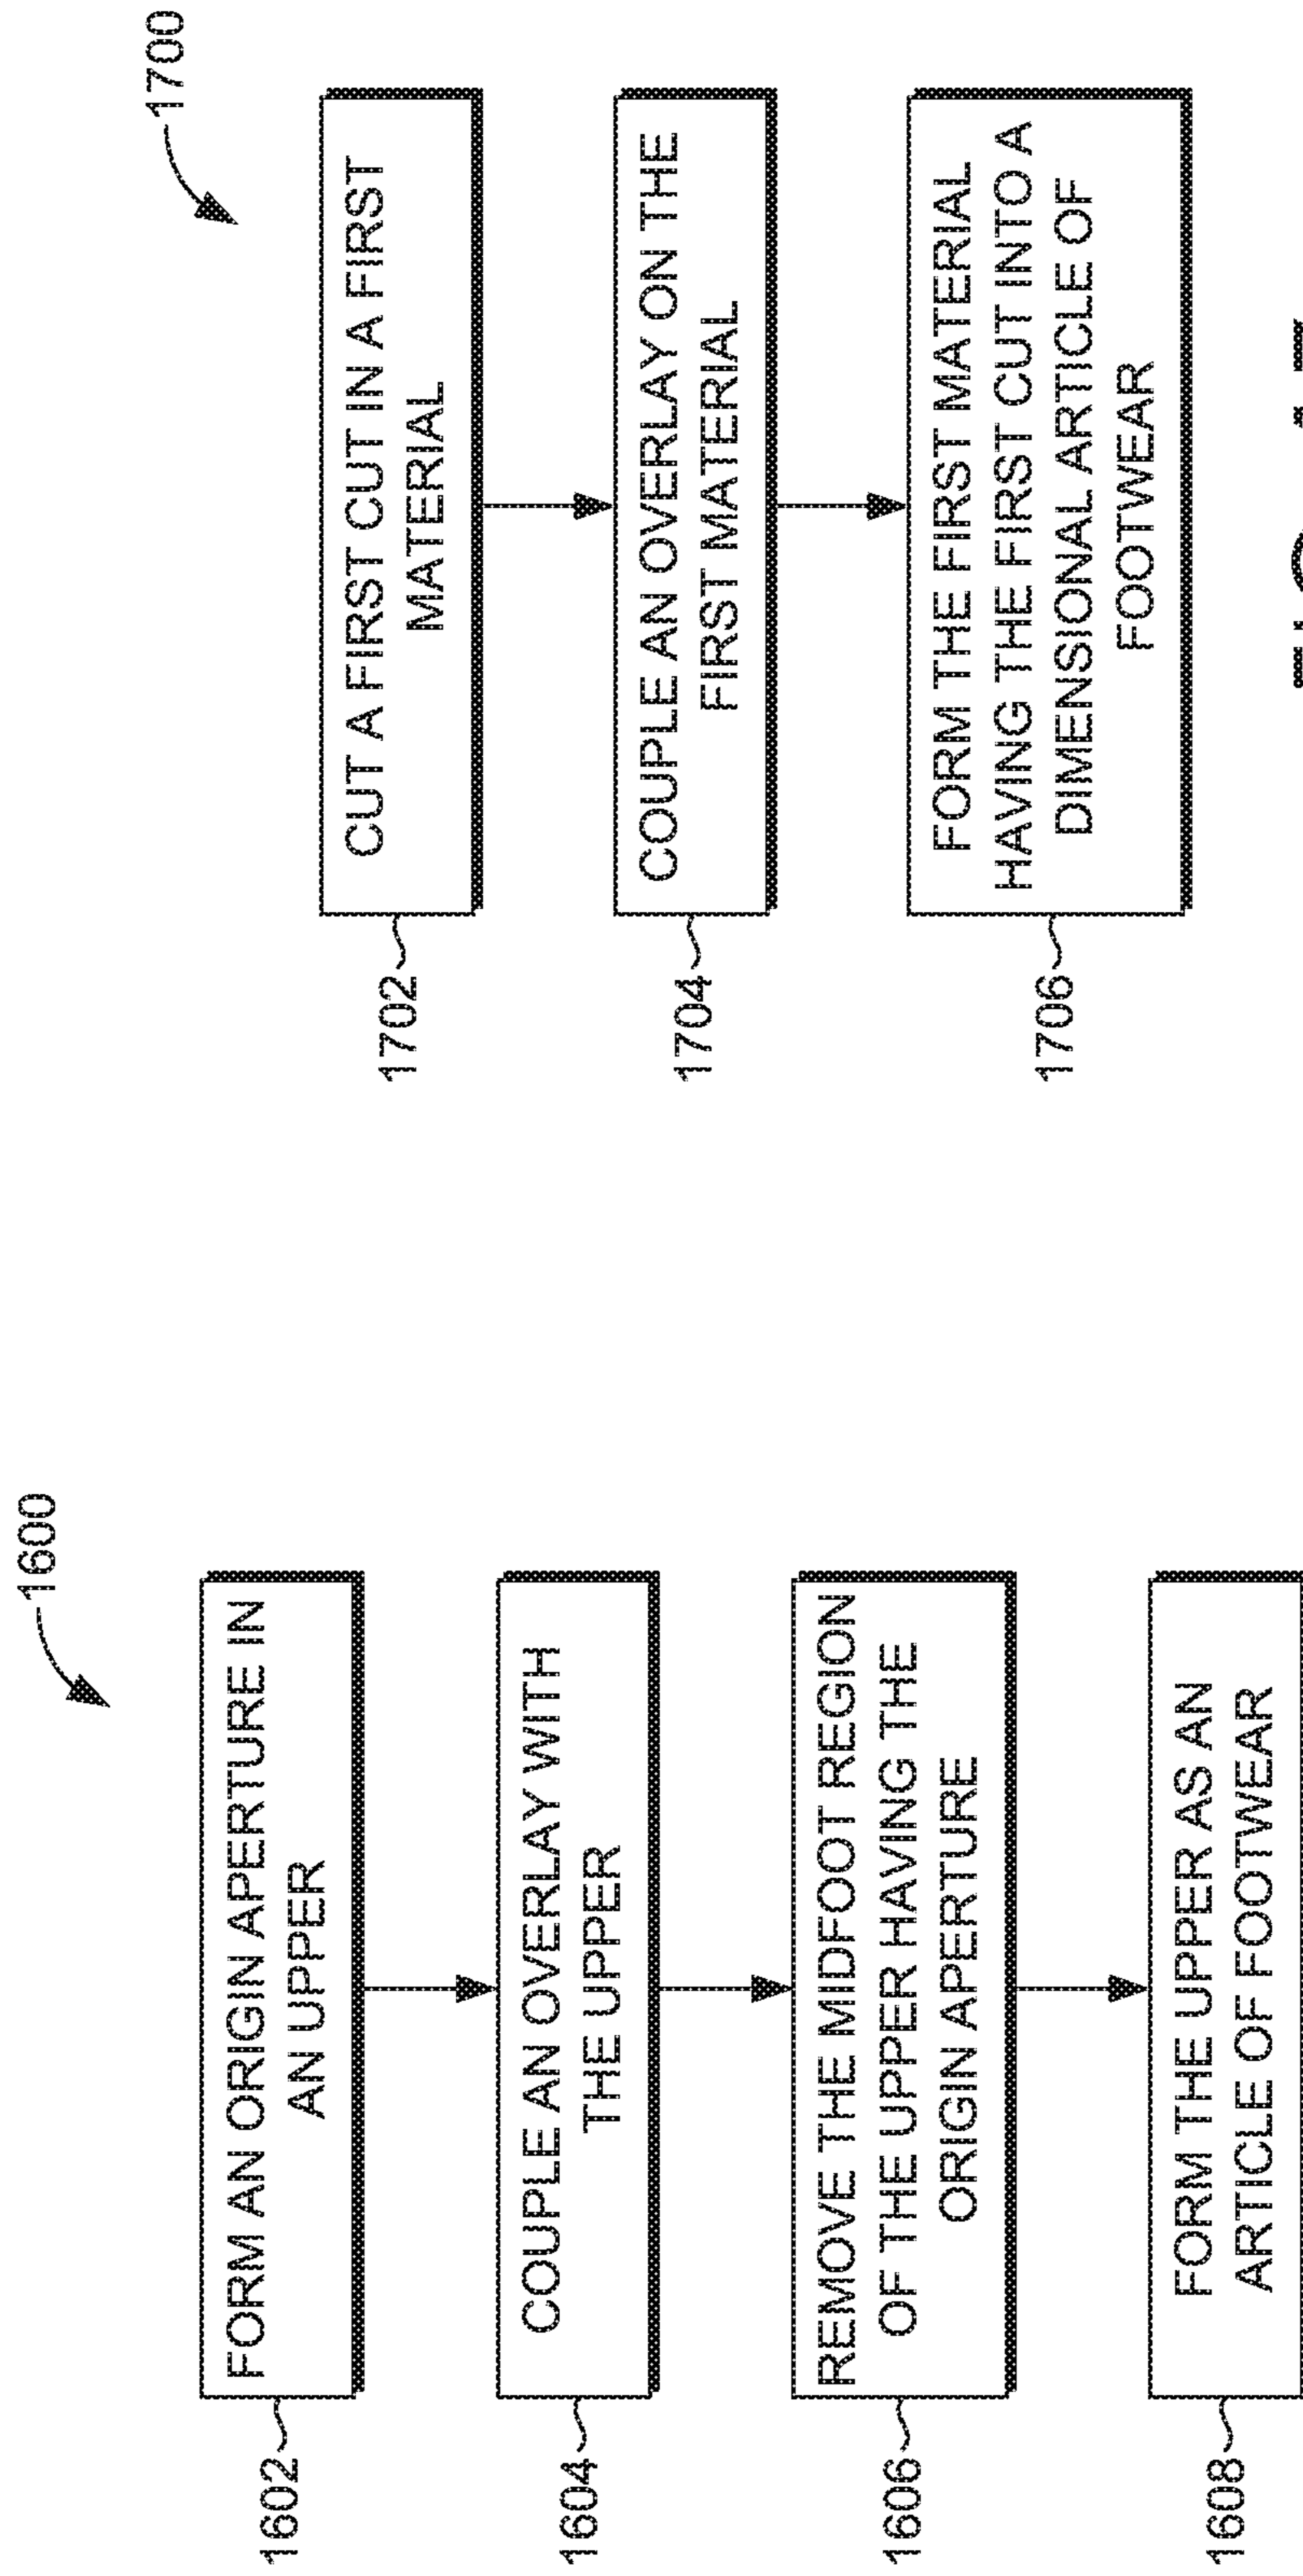 1600
1602
FORM AN ORIGIN APERTURE IN
AN UPPER
1604
COUPLE AN OVERLAY WITH
THE UPPER
1606
REMOVE THE MIDFOOT REGION
OF THE UPPER HAVING THE
ORIGIN APERTURE
1608
FORM THE UPPER AS AN
ARTICLE OF FOOTWEAR
1700
1702
CUT A FIRST CUT IN A FIRST
MATERIAL
1704
COUPLE AN OVERLAY ON THE
FIRST MATERIAL
1706
FORM THE FIRST MATERIAL
HAVING THE FIRST CUT INTO A
DIMENSIONAL ARTICLE OF
FOOTWEAR